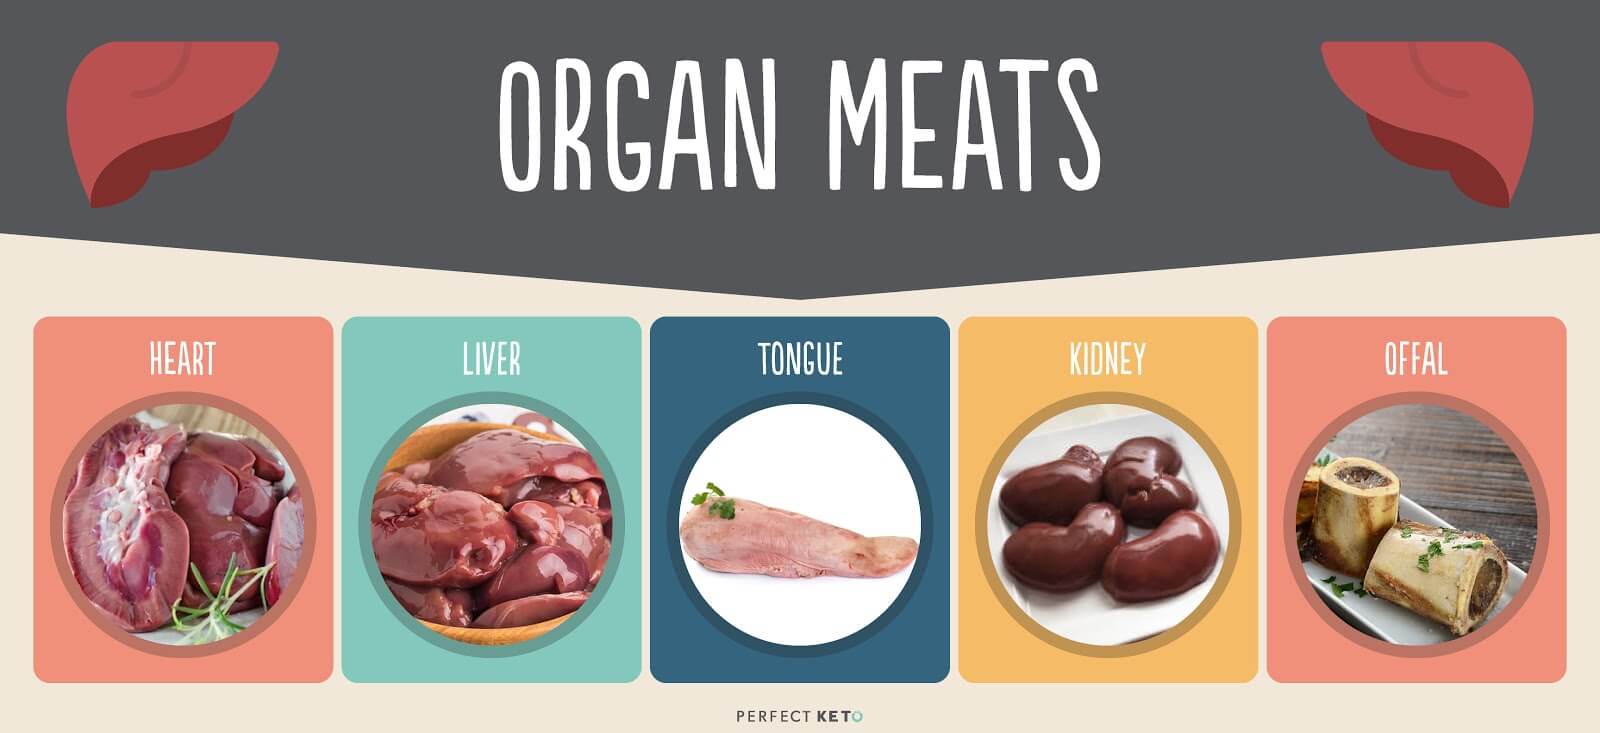 ORGAN MEATS
HEART
LIVER
TONGUE
KIDNEY
OFFAL
PERFECT KETO